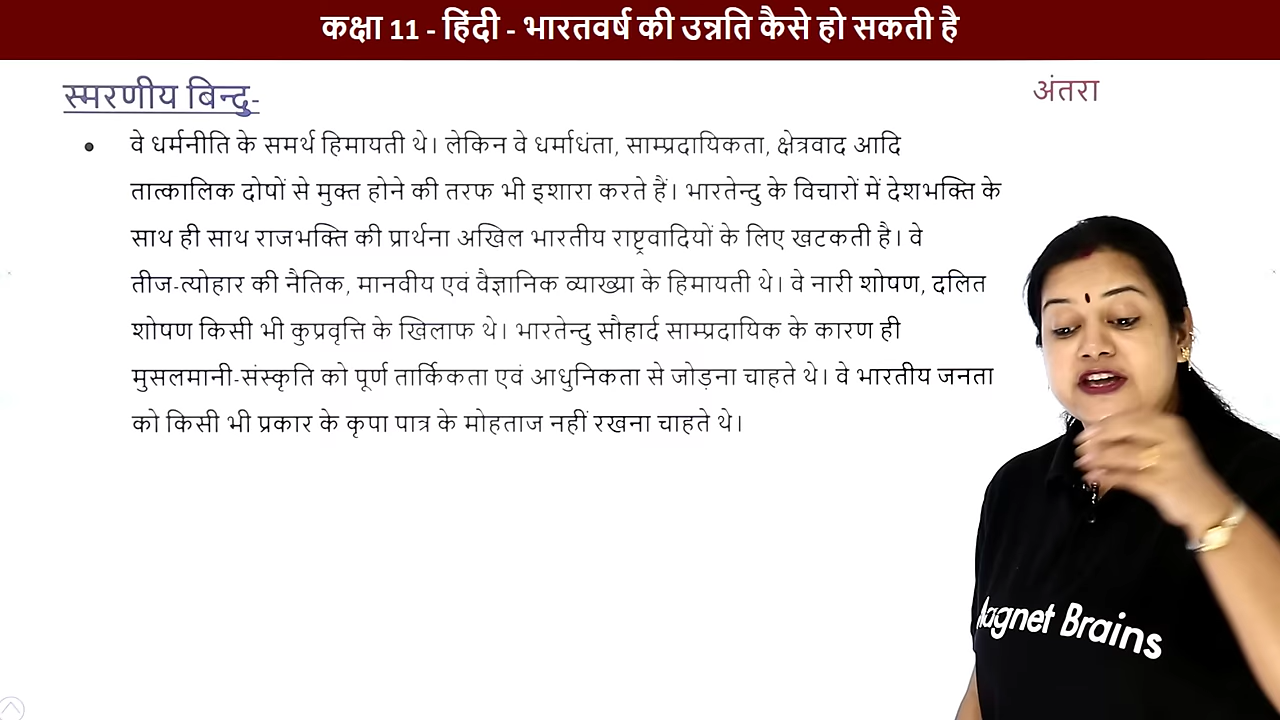 कक्षा 11 - हिंदी - भारतवर्ष की उन्नति कैसे हो सकती है
स्मरणीय बिन्दु-
अंतरा
वे धर्मनीति के समर्थ हिमायती थे। लेकिन वे धर्माधंता, साम्प्रदायिकता, क्षेत्रवाद आदि
तात्कालिक दोपों से मुक्त होने की तरफ भी इशारा करते हैं। भारतेन्दु के विचारों में देशभक्ति के
साथ ही साथ राजभक्ति की प्रार्थना अखिल भारतीय राष्ट्रवादियों के लिए खटकती है। वे
तीज-त्योहार की नैतिक, मानवीय एवं वैज्ञानिक व्याख्या के हिमायती थे। वे नारी शोषण, दलित
शोषण किसी भी कुप्रवृत्ति के खिलाफ थे। भारतेन्दु सौहार्द साम्प्रदायिक के कारण ही
मुसलमानी-संस्कृति को पूर्ण तार्किकता एवं आधुनिकता से जोड़ना चाहते थे। वे भारतीय जनता
को किसी भी प्रकार के कृपा पात्र के मोहताज नहीं रखना चाहते थे।
Magnet Brains